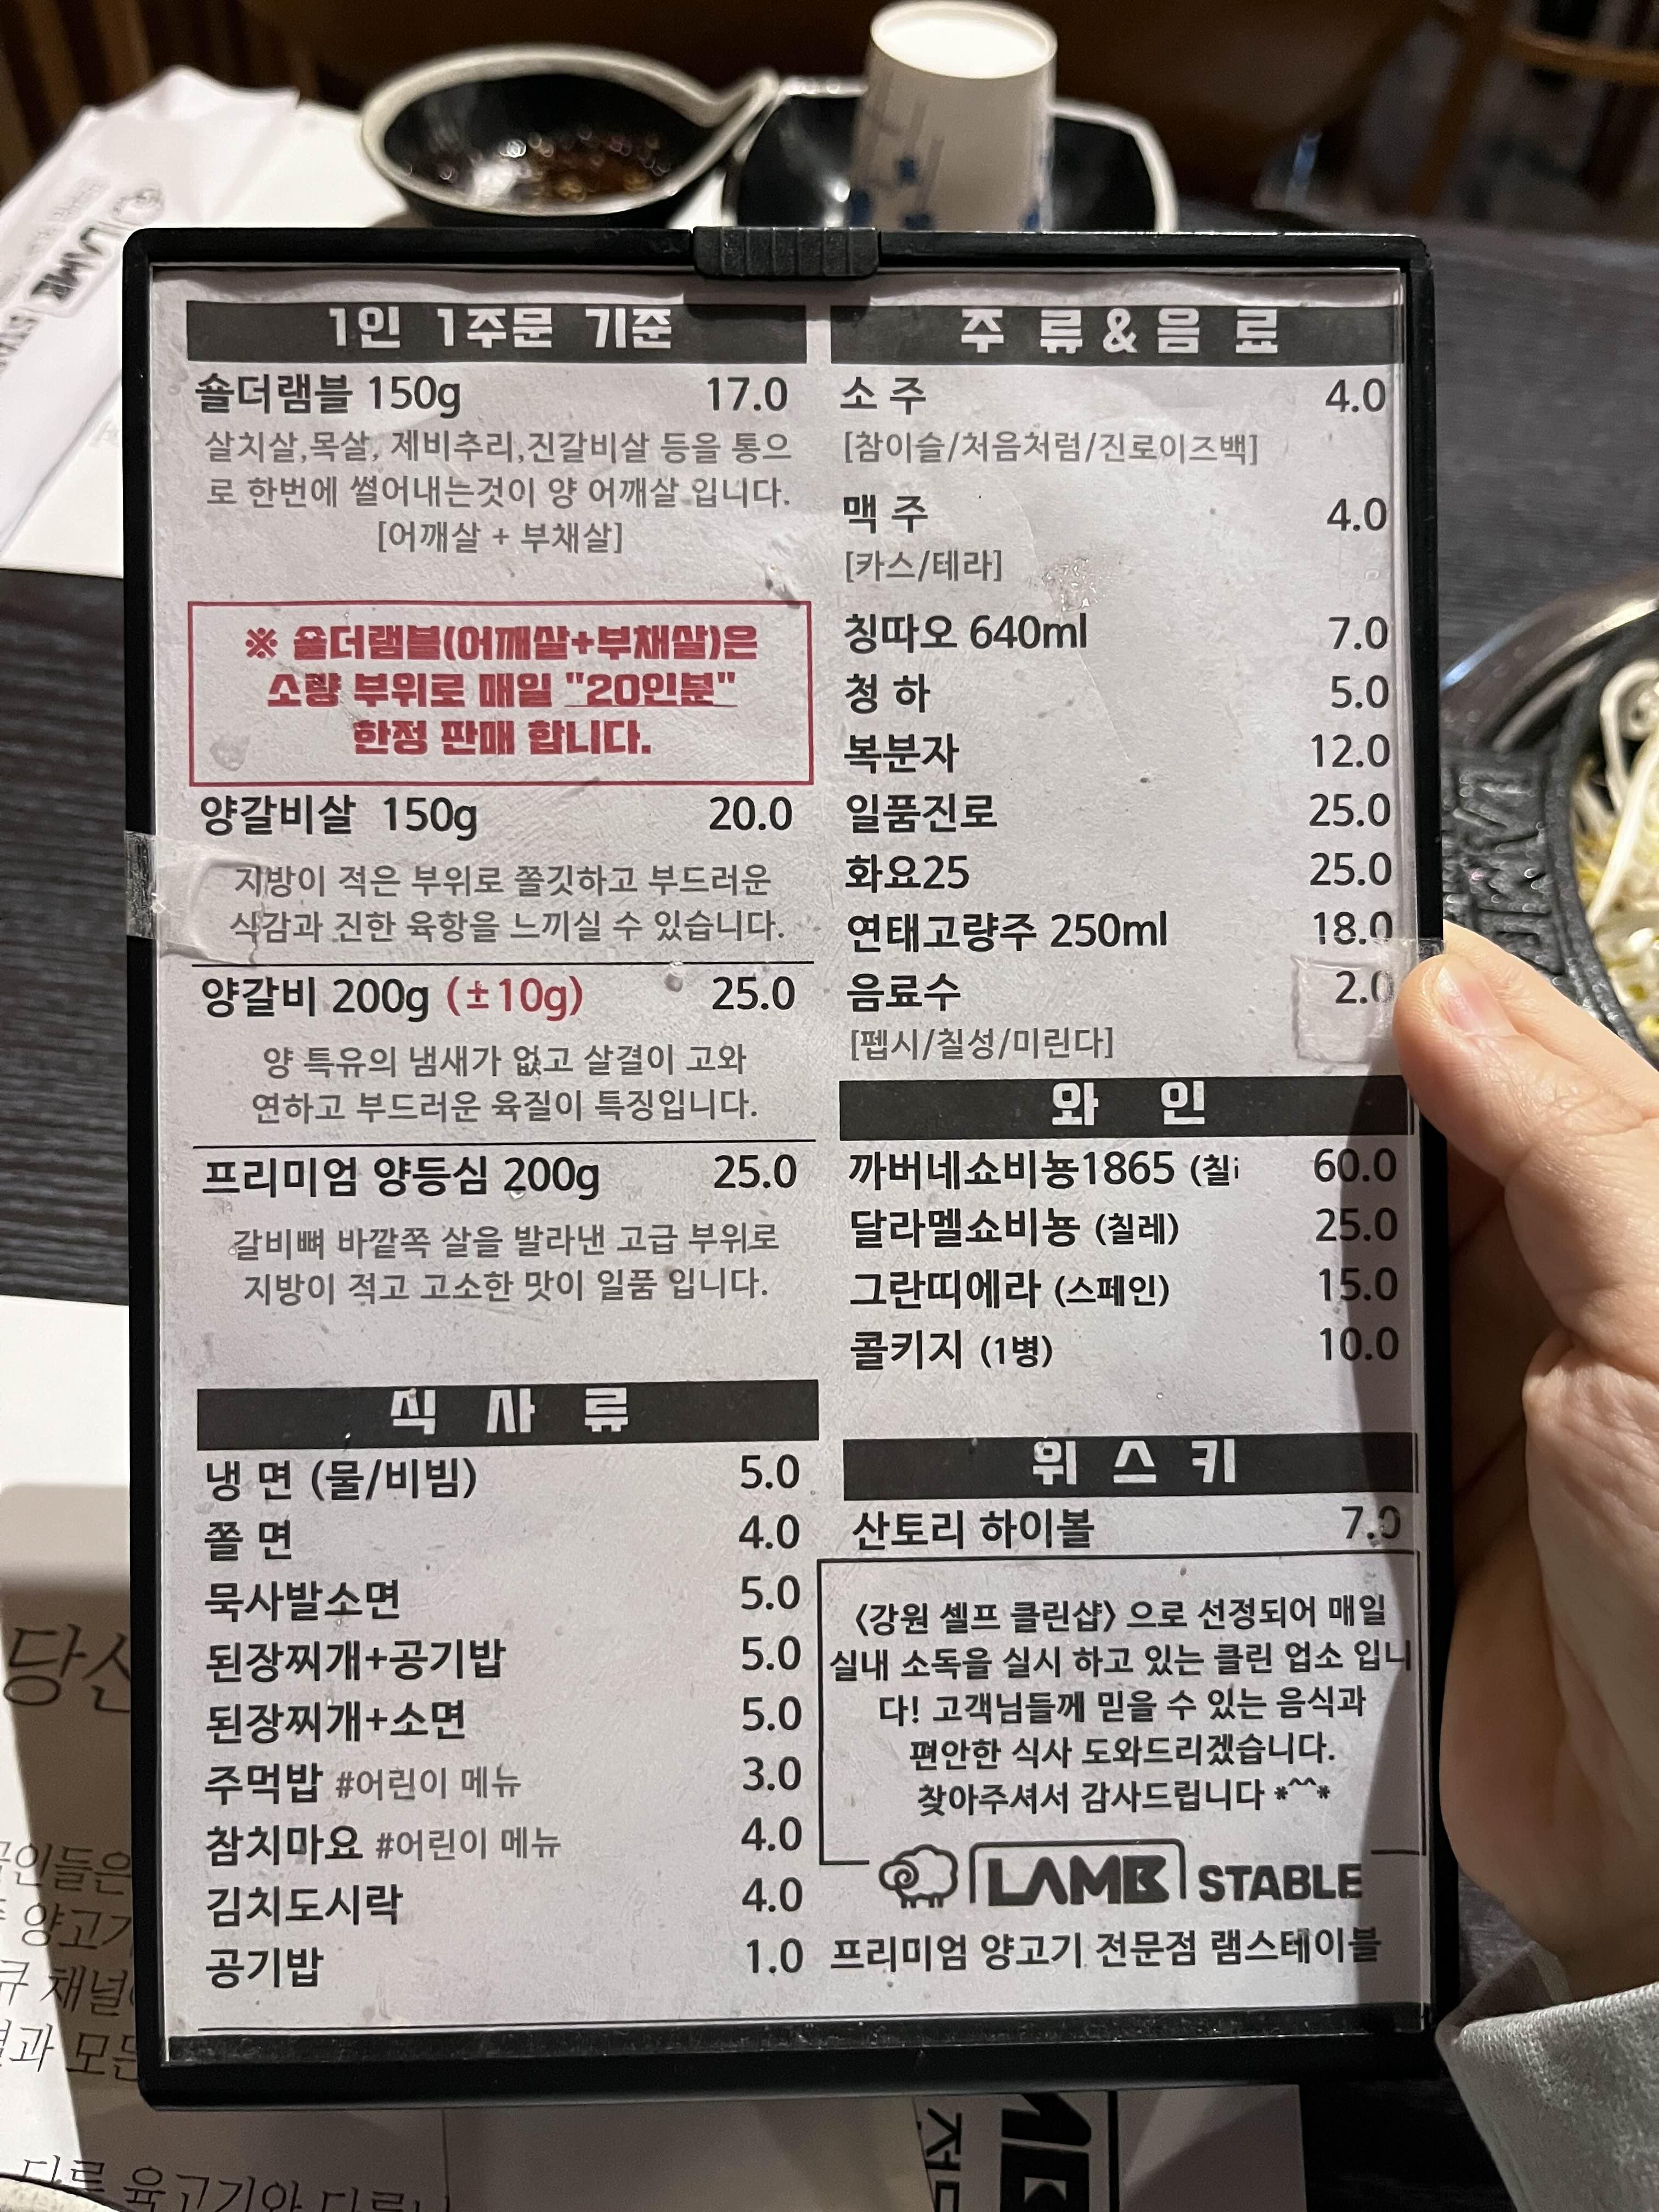 1인 1주문 기준
숄더램블 150g 17.0
살치살,목살, 제비추리,진갈비살 등을 통으
로 한번에 썰어내는것이 양 어깨살 입니다.
[어깨살 + 부채살]
※ 숄더램블(어깨살+부채살)은
소량 부위로 매일 "20인분"
한정 판매 합니다.
양갈비살 150g 20.0
지방이 적은 부위로 쫄깃하고 부드러운
식감과 진한 육향을 느끼실 수 있습니다.
양갈비 200g (±10g) 25.0
양 특유의 냄새가 없고 살결이 고와
연하고 부드러운 육질이 특징입니다.
프리미엄 양등심 200g 25.0
갈비뼈 바깥쪽 살을 발라낸 고급 부위로
지방이 적고 고소한 맛이 일품 입니다.
식 사 류
냉 면 (물/비빔) 5.0
쫄 면 4.0
묵사발소면 5.0
된장찌개+공기밥 5.0
된장찌개+소면 5.0
주먹밥 #어린이 메뉴 3.0
참치마요 #어린이 메뉴 4.0
김치도시락 4.0
공기밥 1.0
주 류&음 료
소 주 4.0
[참이슬/처음처럼/진로이즈백]
맥 주 4.0
[카스/테라]
칭따오 640ml 7.0
청 하 5.0
복분자 12.0
일품진로 25.0
화요25 25.0
연태고량주 250ml 18.0
음료수 2.0
[펩시/칠성/미린다]
와 인
까버네쇼비뇽1865 (칠 60.0
달라멜쇼비뇽 (칠레) 25.0
그란띠에라 (스페인) 15.0
콜키지 (1병) 10.0
위 스 키
산토리 하이볼 7.0
<강원 셀프 클린샵> 으로 선정되어 매일
실내 소독을 실시 하고 있는 클린 업소 입니
다! 고객님들께 믿을 수 있는 음식과
편안한 식사 도와드리겠습니다.
찾아주셔서 감사드립니다 *^^*
LAMB STABLE
프리미엄 양고기 전문점 램스테이블
LAMB
양고기
채널
다른 육고기와